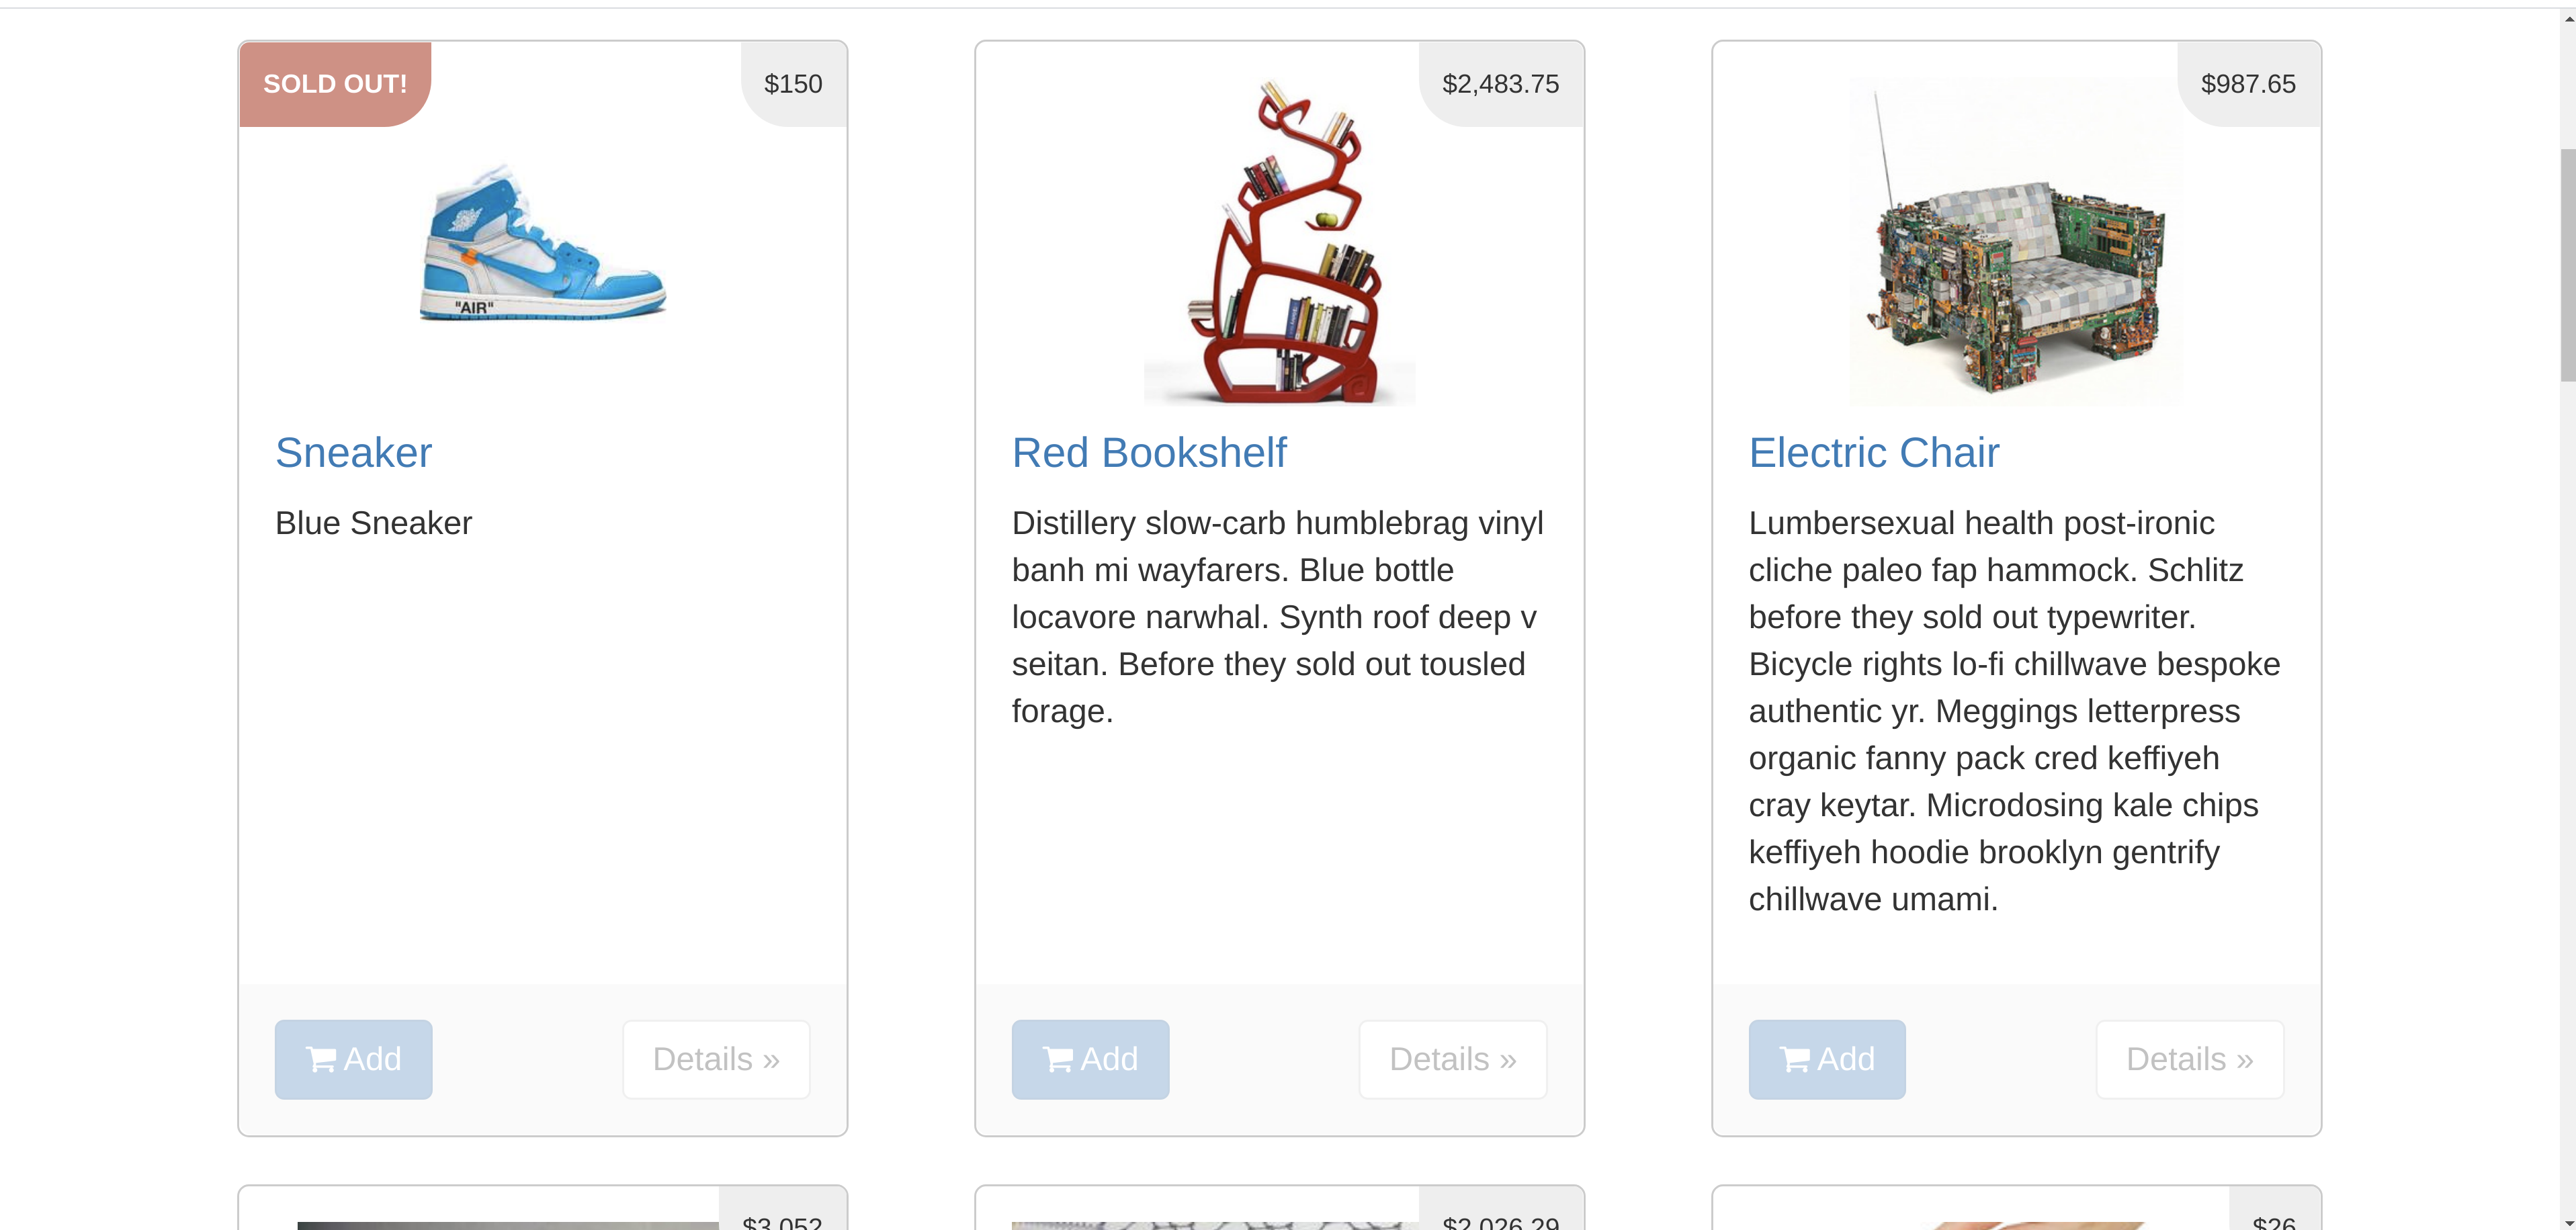 SOLD OUT!
$150
"AIR"
Sneaker
Blue Sneaker
Add
Details »
$2,483.75
Red Bookshelf
Distillery slow-carb humblebrag vinyl
banh mi wayfarers. Blue bottle
locavore narwhal. Synth roof deep v
seitan. Before they sold out tousled
forage.
Add
Details »
$987.65
Electric Chair
Lumbersexual health post-ironic
cliche paleo fap hammock. Schlitz
before they sold out typewriter.
Bicycle rights lo-fi chillwave bespoke
authentic yr. Meggings letterpress
organic fanny pack cred keffiyeh
cray keytar. Microdosing kale chips
keffiyeh hoodie brooklyn gentrify
chillwave umami.
Add
Details »
$3,052
$2,026.29
$26